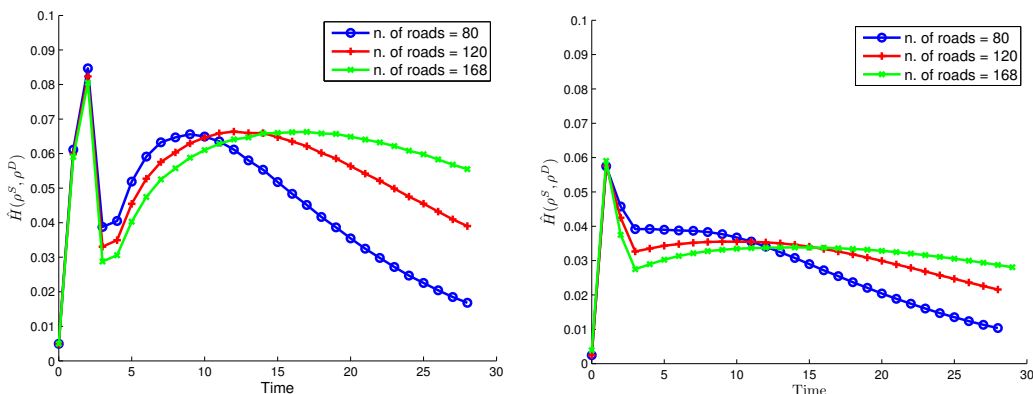 0.1
0.09
0.08
0.07
0.06
0.05
0.04
0.03
0.02
0.01
0
Ĥ(ρ^S, ρ^D)
n. of roads = 80
n. of roads = 120
n. of roads = 168
0 5 10 15 20 25 30
Time
0.1
0.09
0.08
0.07
0.06
0.05
0.04
0.03
0.02
0.01
0
Ĥ(ρ^S, ρ^D)
n. of roads = 80
n. of roads = 120
n. of roads = 168
0 5 10 15 20 25 30
Time